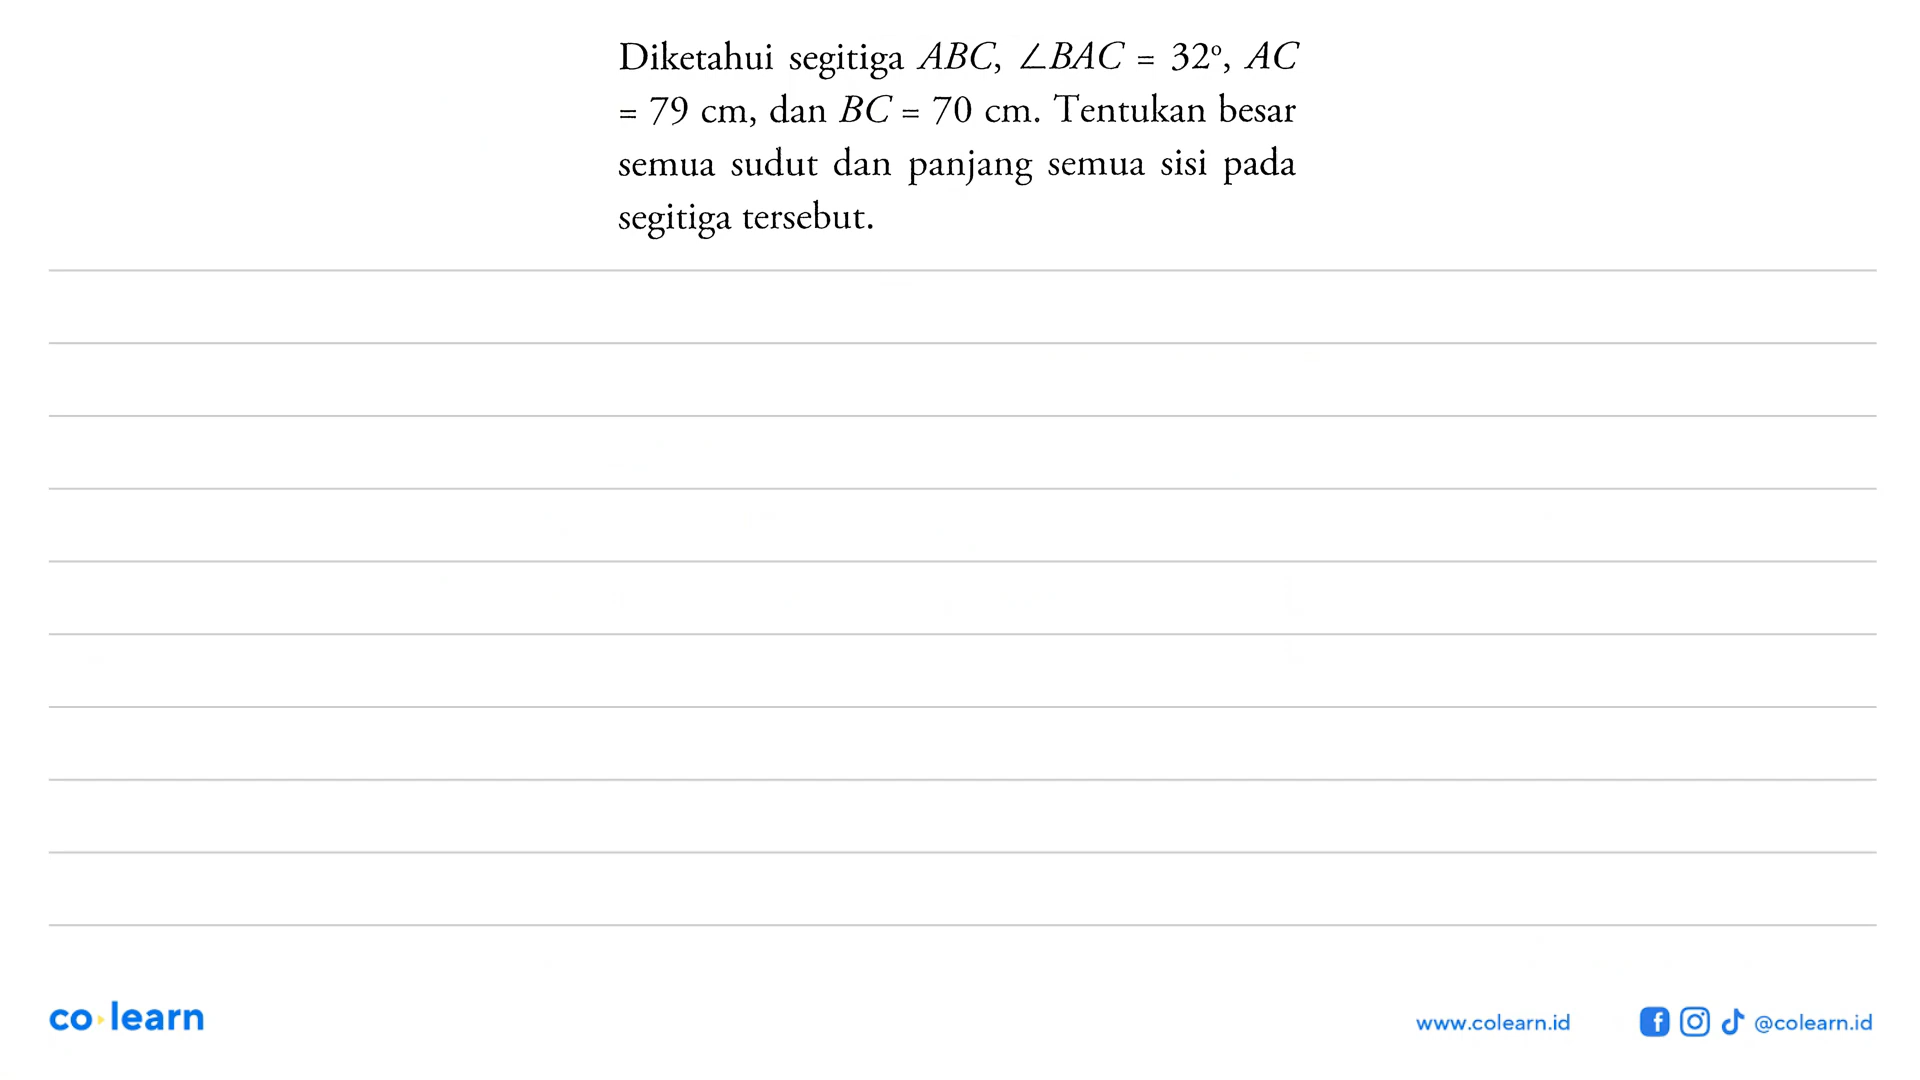 Diketahui segitiga ABC, ∠BAC = 32°, AC
= 79 cm, dan BC = 70 cm. Tentukan besar
semua sudut dan panjang semua sisi pada
segitiga tersebut.
co learn
www.colearn.id @colearn.id